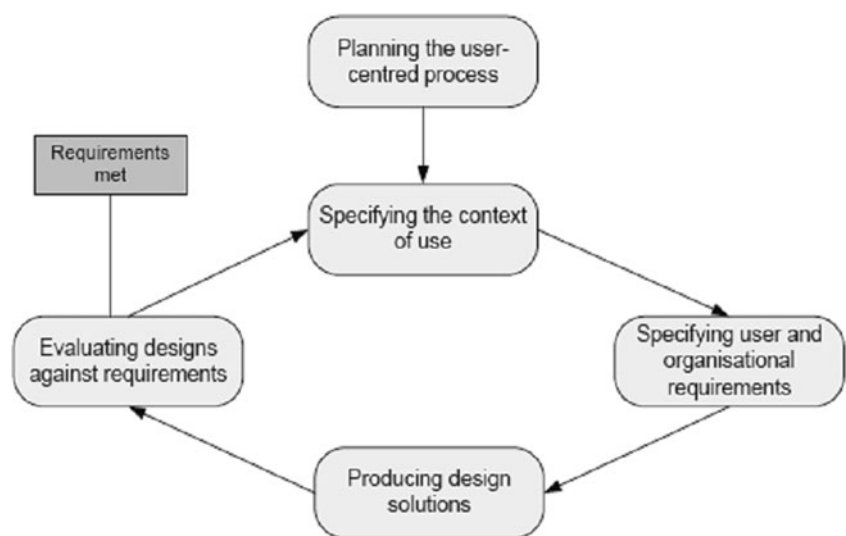 Planning the user-
centred process
Requirements
met
Specifying the context
of use
Evaluating designs
against requirements
Specifying user and
organisational
requirements
Producing design
solutions